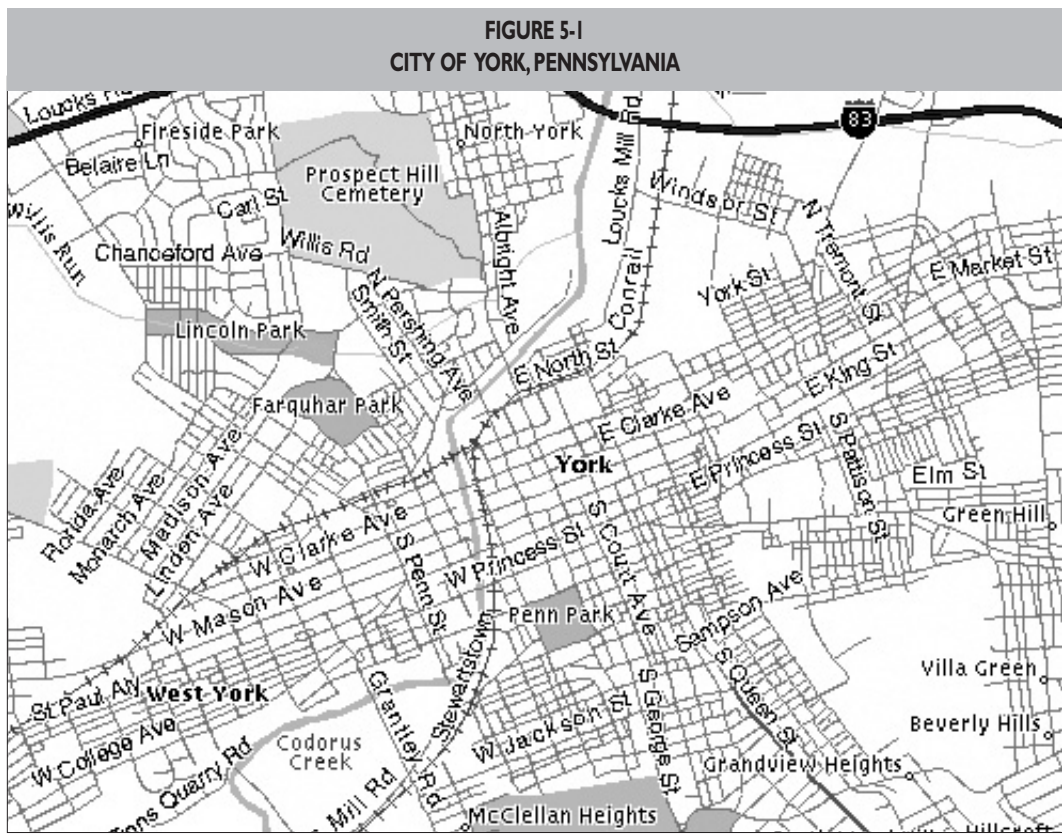 FIGURE 5-1
CITY OF YORK, PENNSYLVANIA
Loucks Rd
Fireside Park
North York
83
Belaire Ln
Prospect Hill
Cemetery
Loucks Mill Rd
Windsor St
Carl St
Willis Run
Albright Ave
N Tremont St
Chanceford Ave
Willis Rd
E Market St
N Pershing Ave
Smith St
Conrail
York St
Lincoln Park
E North St
E King St
Farquhar Park
E Clarke Ave
York
E Princess St
S Pattison St
Elm St
Rohlda Ave
Monarch Ave
Madison Ave
Linden Ave
W Clarke Ave
Green Hill
S Penn St
W Princess St
S Court Ave
W Mason Ave
Penn Park
Sampson Ave
St Paul Aly
West York
Stewartstown
S Queen St
Villa Green
Grantley Rd
S George St
W College Ave
Codorus
Creek
W Jackson St
Beverly Hills
Quarry Rd
Grandview Heights
Mill Rd
McClellan Heights